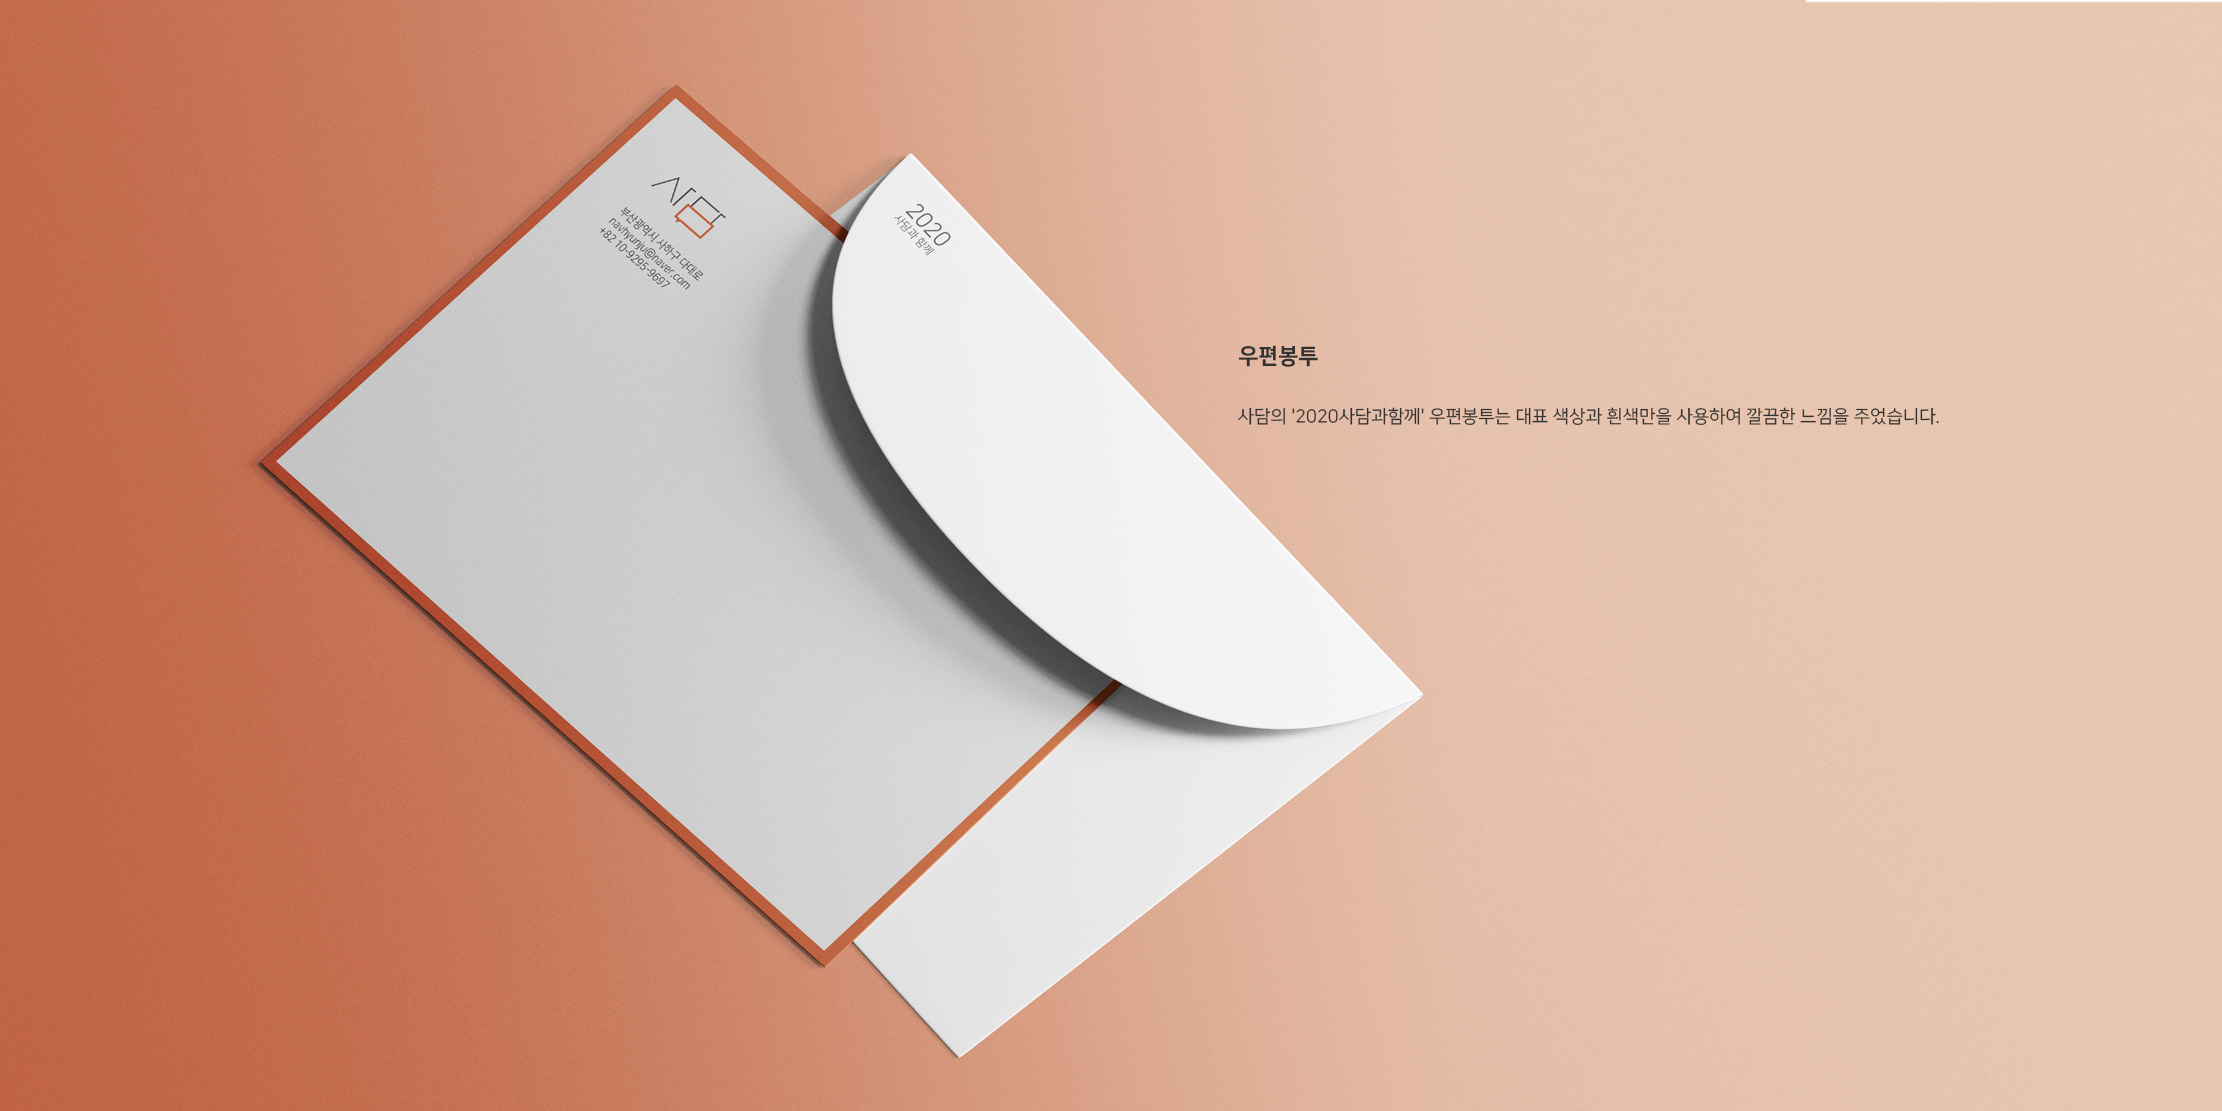 사담
부산광역시 사하구 다대로
navhyunju@naver.com
+82 10-9295-9697
2020
사담과 함께
우편봉투
사담의 '2020사담과함께' 우편봉투는 대표 색상과 흰색만을 사용하여 깔끔한 느낌을 주었습니다.